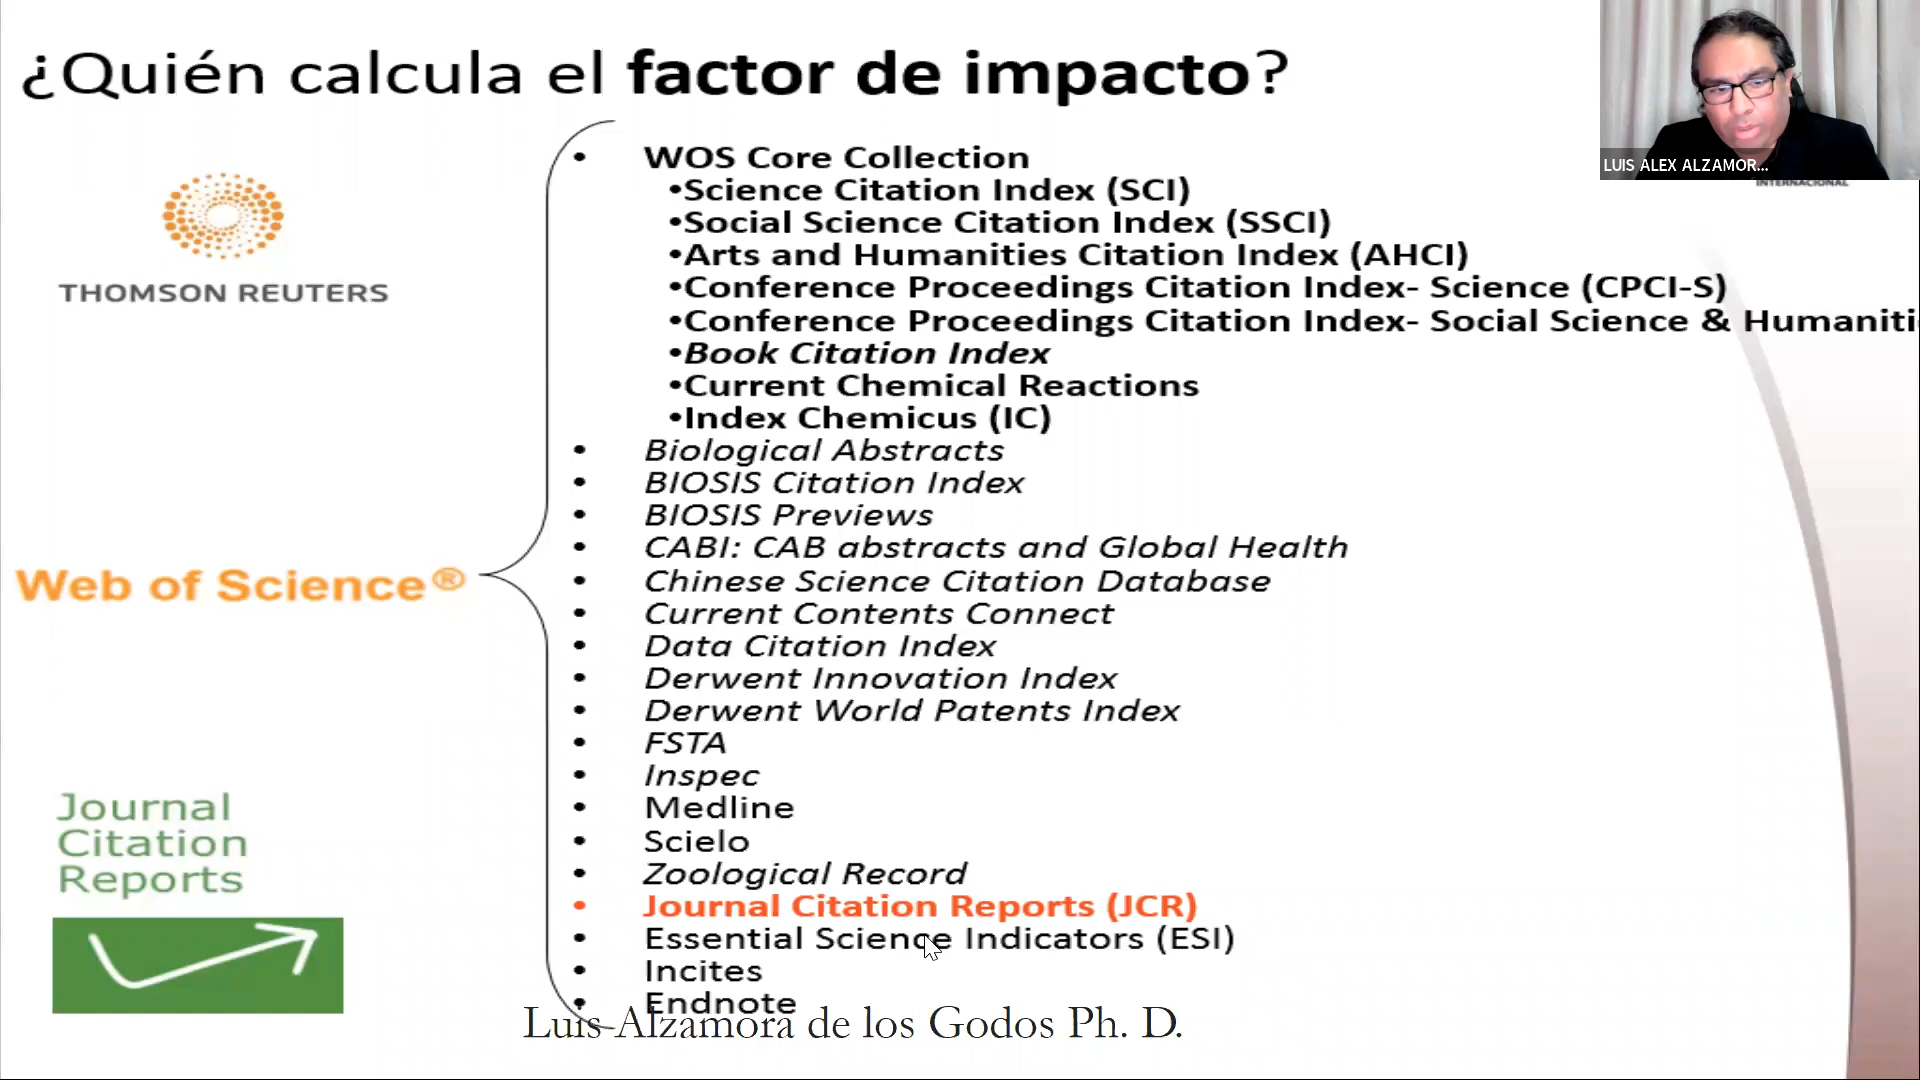 ¿Quién calcula el factor de impacto?
LUIS ALEX ALZAMOR...
INTERNACIONAL
THOMSON REUTERS
Web of Science®
Journal
Citation
Reports
• WOS Core Collection
•Science Citation Index (SCI)
•Social Science Citation Index (SSCI)
•Arts and Humanities Citation Index (AHCI)
•Conference Proceedings Citation Index- Science (CPCI-S)
•Conference Proceedings Citation Index- Social Science & Humaniti
•Book Citation Index
•Current Chemical Reactions
•Index Chemicus (IC)
• Biological Abstracts
• BIOSIS Citation Index
• BIOSIS Previews
• CABI: CAB abstracts and Global Health
• Chinese Science Citation Database
• Current Contents Connect
• Data Citation Index
• Derwent Innovation Index
• Derwent World Patents Index
• FSTA
• Inspec
• Medline
• Scielo
• Zoological Record
• Journal Citation Reports (JCR)
• Essential Science Indicators (ESI)
• Incites
• Endnote
Luis Alzamora de los Godos Ph. D.